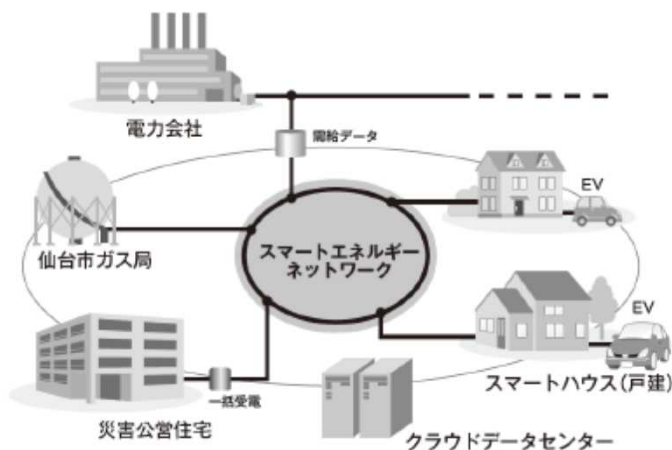 電力会社
需給データ
EV
仙台市ガス局
スマートエネルギー
ネットワーク
EV
スマートハウス(戸建)
一括受電
災害公営住宅
クラウドデータセンター